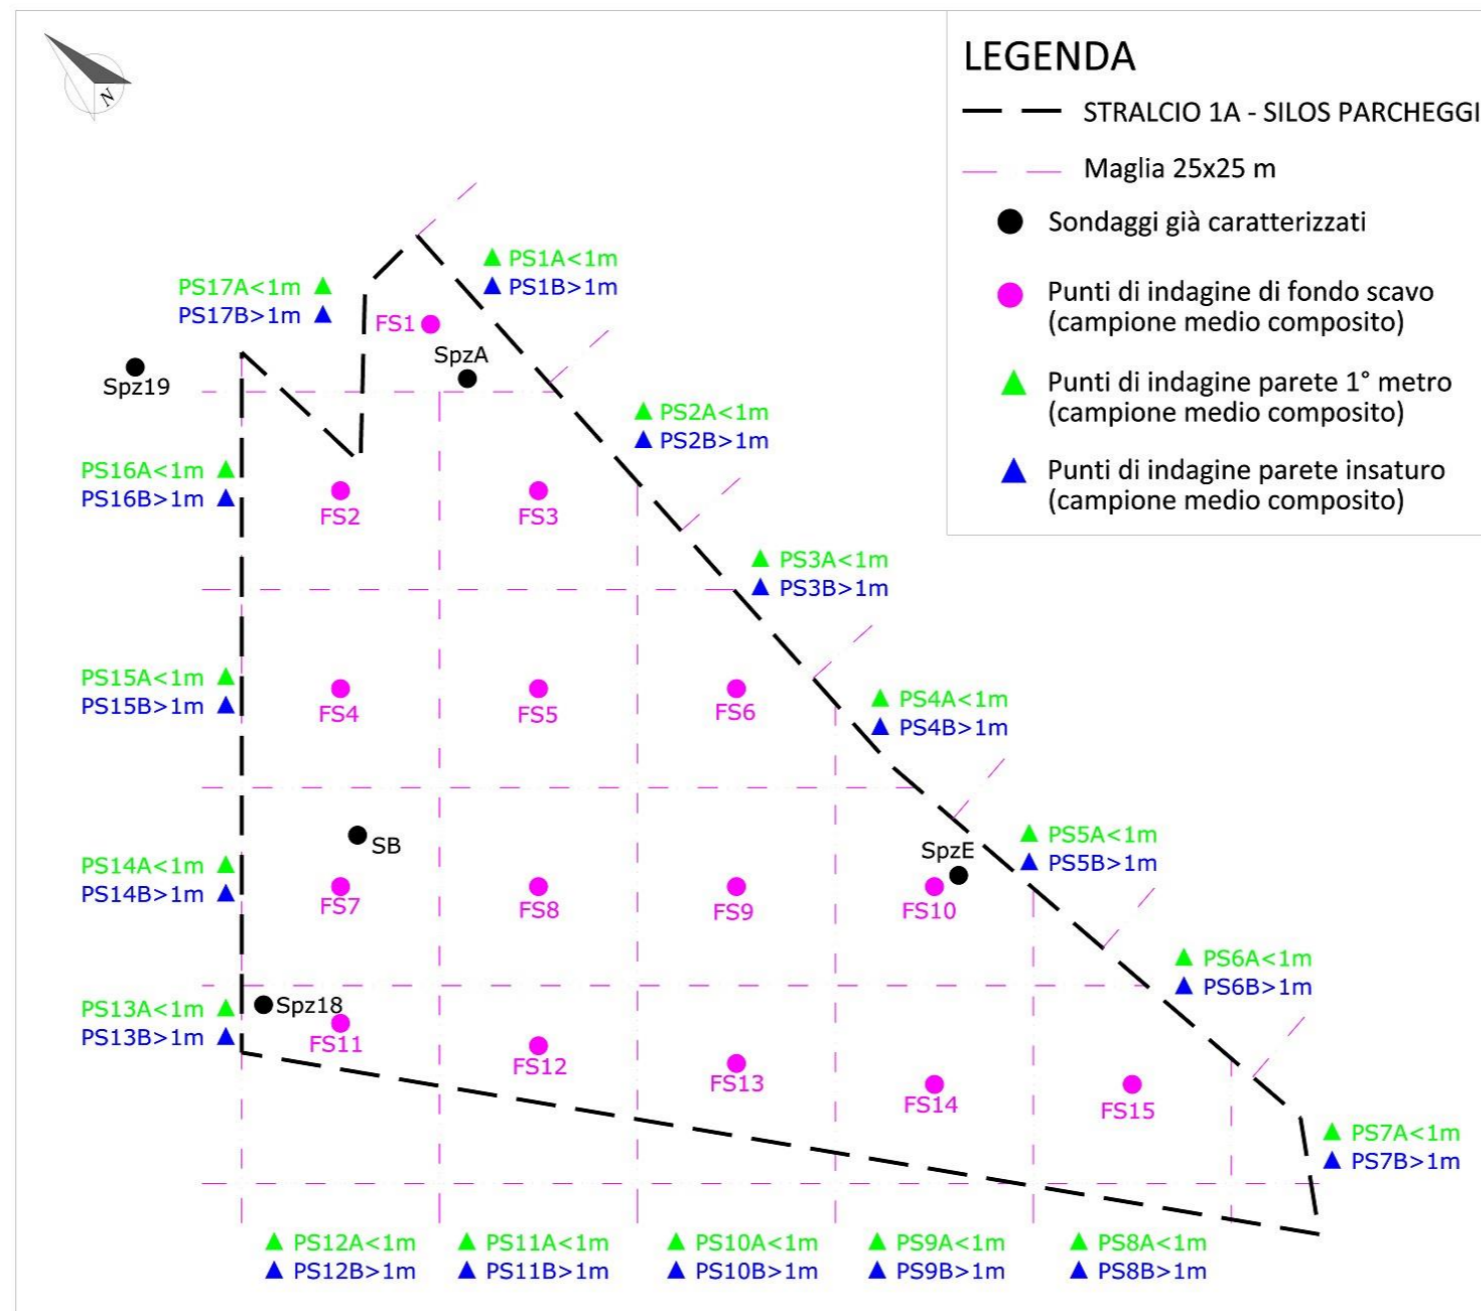 N
LEGENDA
STRALCIO 1A - SILOS PARCHEGGI
Maglia 25x25 m
Sondaggi già caratterizzati
Punti di indagine di fondo scavo
(campione medio composito)
Punti di indagine parete 1° metro
(campione medio composito)
Punti di indagine parete insaturo
(campione medio composito)
PS1A<1m
PS1B>1m
PS17A<1m
PS17B>1m
FS1
SpzA
Spz19
PS2A<1m
PS2B>1m
PS16A<1m
PS16B>1m
FS2
FS3
PS3A<1m
PS3B>1m
PS15A<1m
PS15B>1m
FS4
FS5
FS6
PS4A<1m
PS4B>1m
SB
SpzE
PS5A<1m
PS5B>1m
PS14A<1m
PS14B>1m
FS7
FS8
FS9
FS10
PS6A<1m
PS6B>1m
PS13A<1m
PS13B>1m
Spz18
FS11
FS12
FS13
FS14
FS15
PS7A<1m
PS7B>1m
PS12A<1m
PS12B>1m
PS11A<1m
PS11B>1m
PS10A<1m
PS10B>1m
PS9A<1m
PS9B>1m
PS8A<1m
PS8B>1m